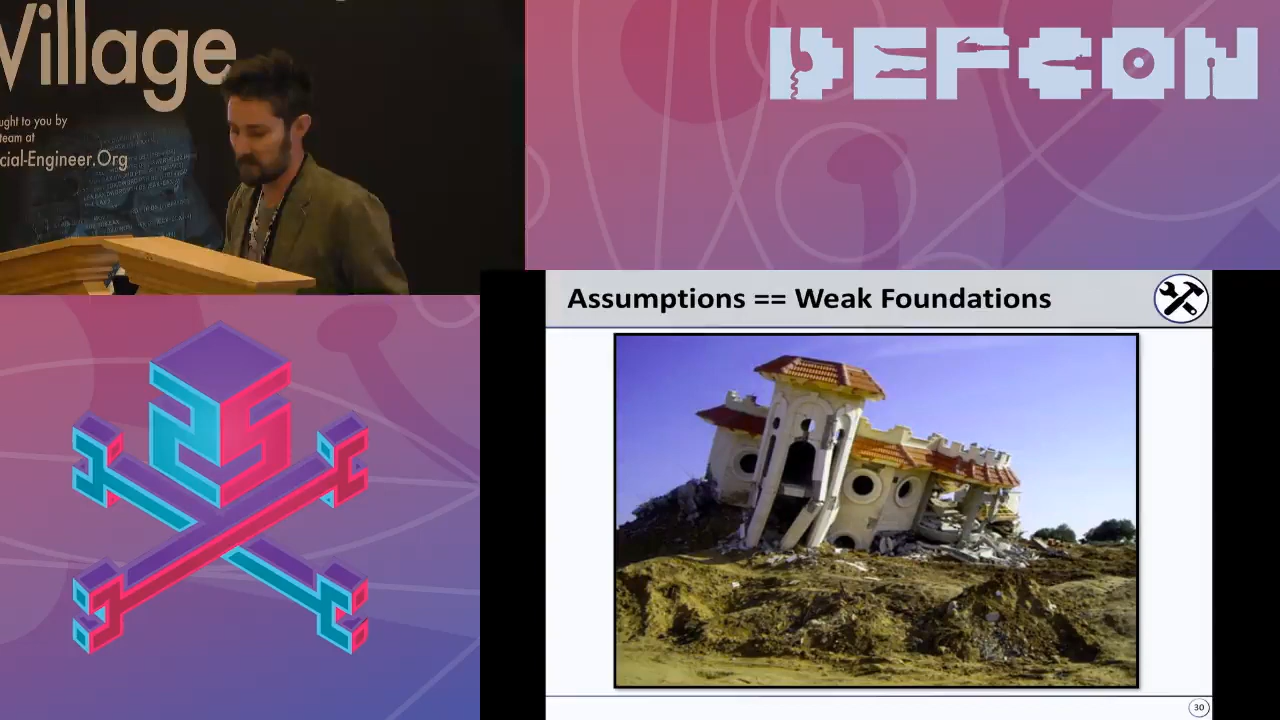 Village
ught to you by
team at
cial-Engineer.Org
DEFCON
Assumptions == Weak Foundations
30